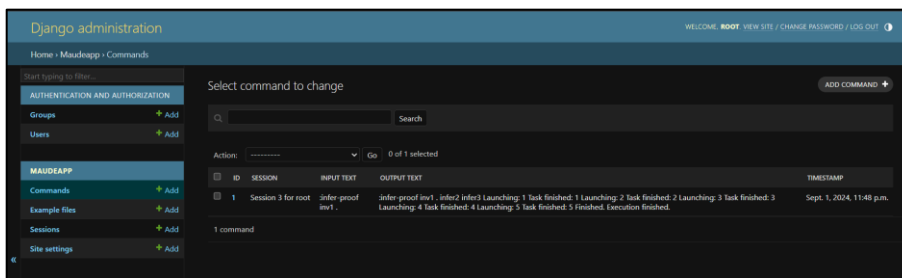 Django administration
WELCOME, ROOT. VIEW SITE / CHANGE PASSWORD / LOG OUT
Home › Maudeapp › Commands
Start typing to filter...
AUTHENTICATION AND AUTHORIZATION
Groups + Add
Users + Add
MAUDEAPP
Commands + Add
Example files + Add
Sessions + Add
Site settings + Add
«
Select command to change
ADD COMMAND +
Search
Action: --------- Go 0 of 1 selected
ID SESSION INPUT TEXT OUTPUT TEXT TIMESTAMP
1 Session 3 for root :infer-proof :infer-proof inv1 . infer2 infer3 Launching: 1 Task finished: 1 Launching: 2 Task finished: 2 Launching: 3 Task finished: 3 Sept. 1, 2024, 11:48 p.m.
inv1 . Launching: 4 Task finished: 4 Launching: 5 Task finished: 5 Finished. Execution finished.
1 command